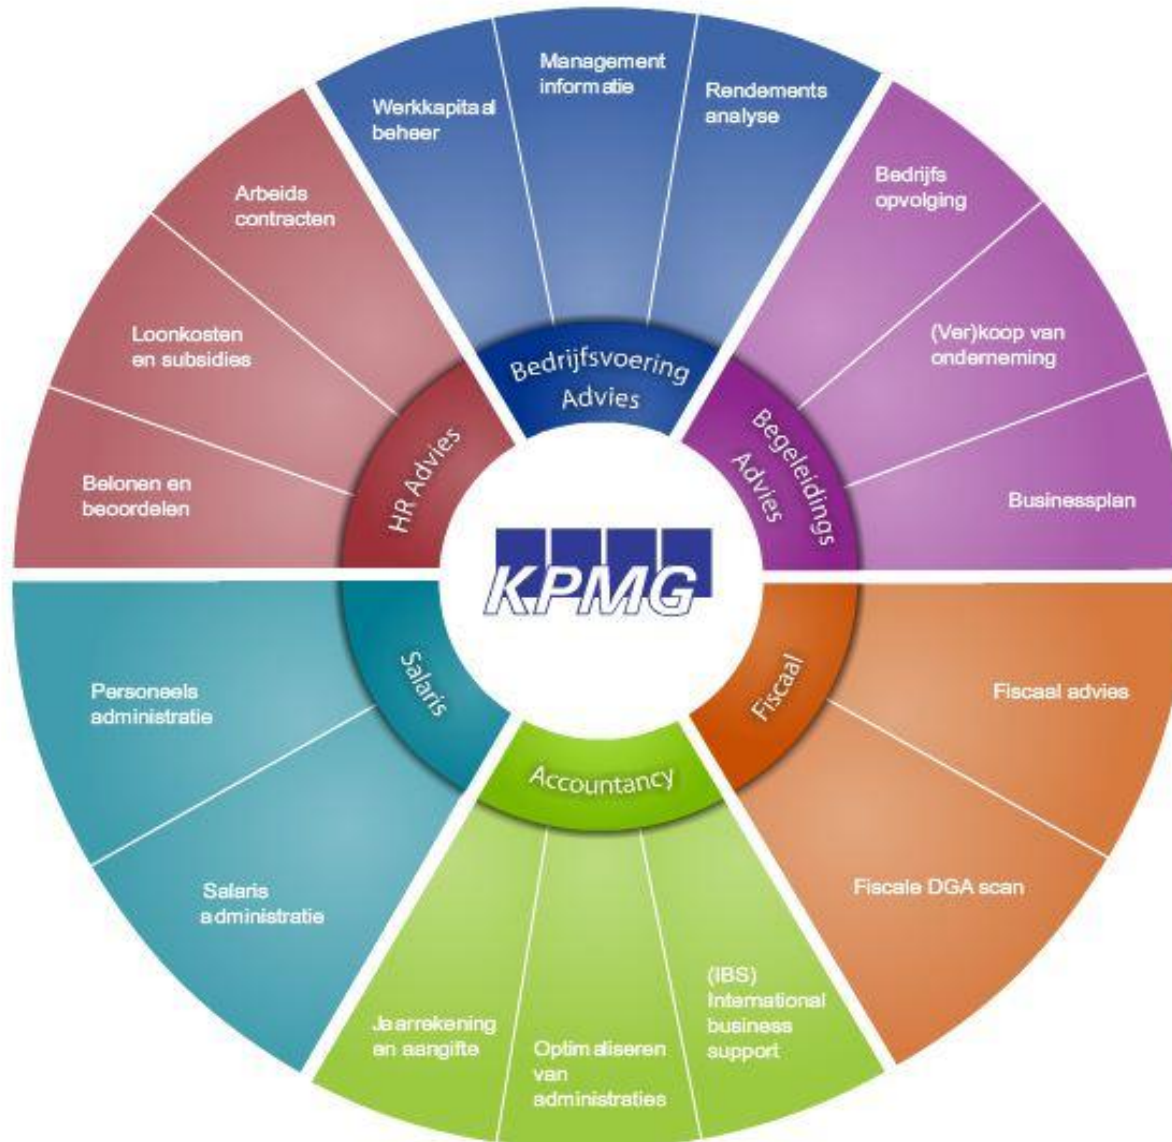 Werkkapitaal
beheer
Management
informatie
Rendements
analyse
Bedrijfsvoering
Advies
Bedrijfs
opvolging
(Ver)koop van
onderneming
Businessplan
Begeleidings
Advies
Fiscaal advies
Fiscale DGA scan
Fiscaal
(IBS)
International
business
support
Optimaliseren
van
administraties
Jaarrekening
en aangifte
Accountancy
Salaris
administratie
Personeels
administratie
Salaris
Belonen en
beoordelen
Loonkosten
en subsidies
Arbeids
contracten
HR Advies
KPMG